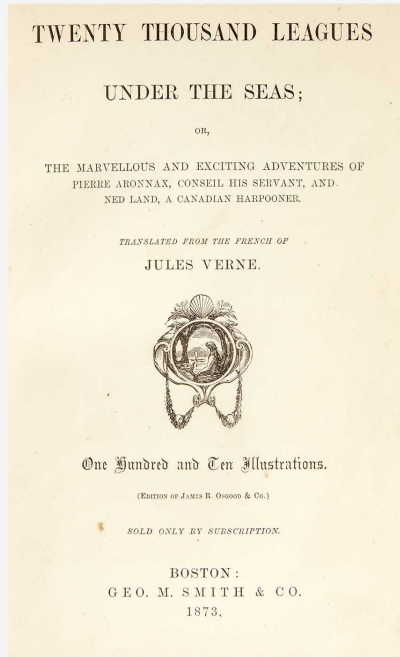 TWENTY THOUSAND LEAGUES
UNDER THE SEAS;
OR,
THE MARVELLOUS AND EXCITING ADVENTURES OF
PIERRE ARONNAX, CONSEIL HIS SERVANT, AND
NED LAND, A CANADIAN HARPOONER.
TRANSLATED FROM THE FRENCH OF
JULES VERNE.
One Hundred and Ten Illustrations.
(Edition of James R. Osgood & Co.)
SOLD ONLY BY SUBSCRIPTION.
BOSTON:
GEO. M. SMITH & CO.
1873.